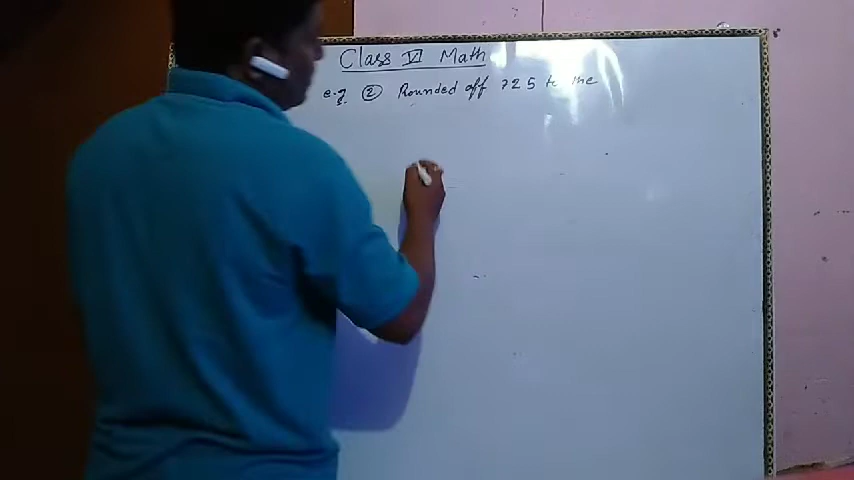 Class VI Math
e.g. ② Rounded off 725 to the